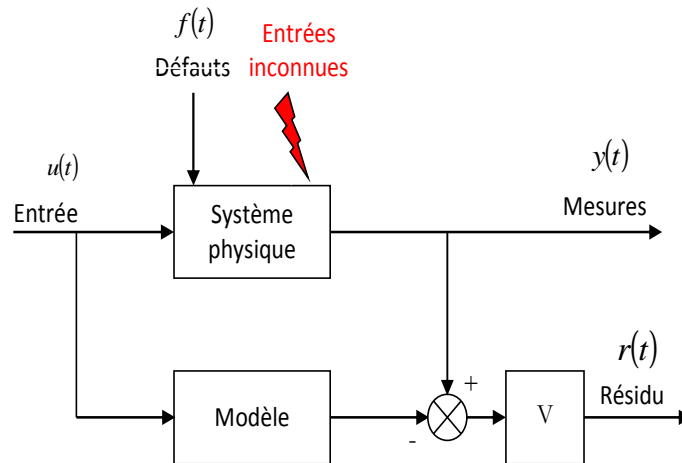 f(t)
Défauts
Entrées
inconnues
u(t)
Entrée
Système
physique
y(t)
Mesures
Modèle
+
-
V
r(t)
Résidu